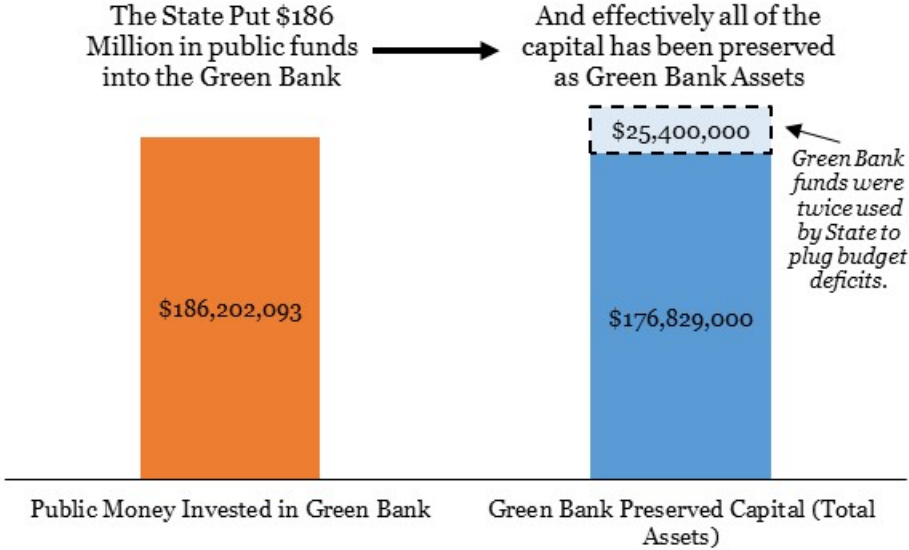 The State Put $186
Million in public funds
into the Green Bank
And effectively all of the
capital has been preserved
as Green Bank Assets
$25,400,000
Green Bank
funds were
twice used
by State to
plug budget
deficits.
$186,202,093
$176,829,000
Public Money Invested in Green Bank
Green Bank Preserved Capital (Total
Assets)